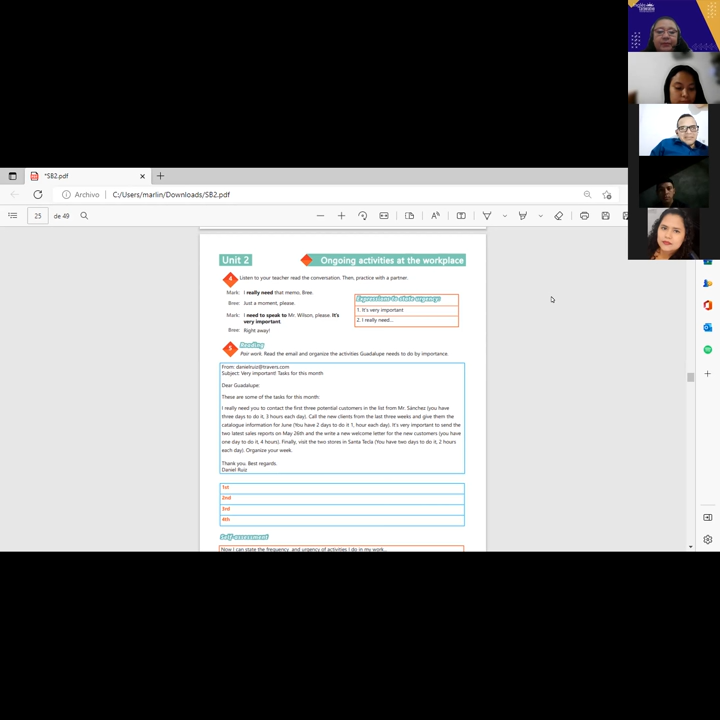 *SB2.pdf
Archivo
C:/Users/marlin/Downloads/SB2.pdf
25
de 49
Unit 2
Ongoing activities at the workplace
4
Listen to your teacher read the conversation. Then, practice with a partner.
Mark: I really need that memo, Bree.
Bree: Just a moment, please.
Mark: I need to speak to Mr. Wilson, please. It's
very important.
Bree: Right away!
Expressions to state urgency:
1. It's very important
2. I really need...
5
Reading
Pair work. Read the email and organize the activities Guadalupe needs to do by importance.
From: danielruiz@travers.com
Subject: Very important! Tasks for this month
Dear Guadalupe:
These are some of the tasks for this month:
I really need you to contact the first three potential customers in the list from Mr. Sánchez (you have
three days to do it, 3 hours each day). Call the new clients from the last three weeks and give them the
catalogue information for June (You have 2 days to do it 1, hour each day). It's very important to send the
two latest sales reports on May 26th and the write a new welcome letter for the new customers (you have
one day to do it, 4 hours). Finally, visit the two stores in Santa Tecla (You have two days to do it, 2 hours
each day). Organize your week.
Thank you. Best regards.
Daniel Ruiz
1st
2nd
3rd
4th
Self-assessment
Now I can state the frequency and urgency of activities I do in my work...